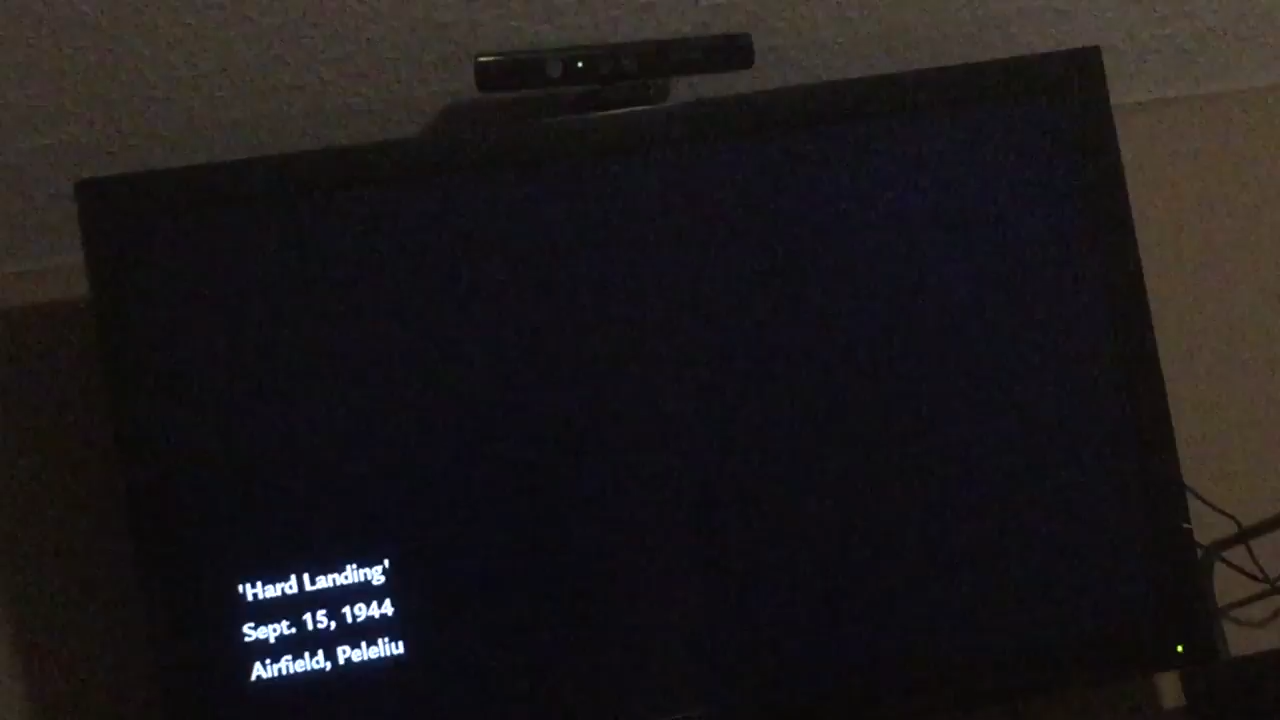 'Hard Landing'
Sept. 15, 1944
Airfield, Peleliu